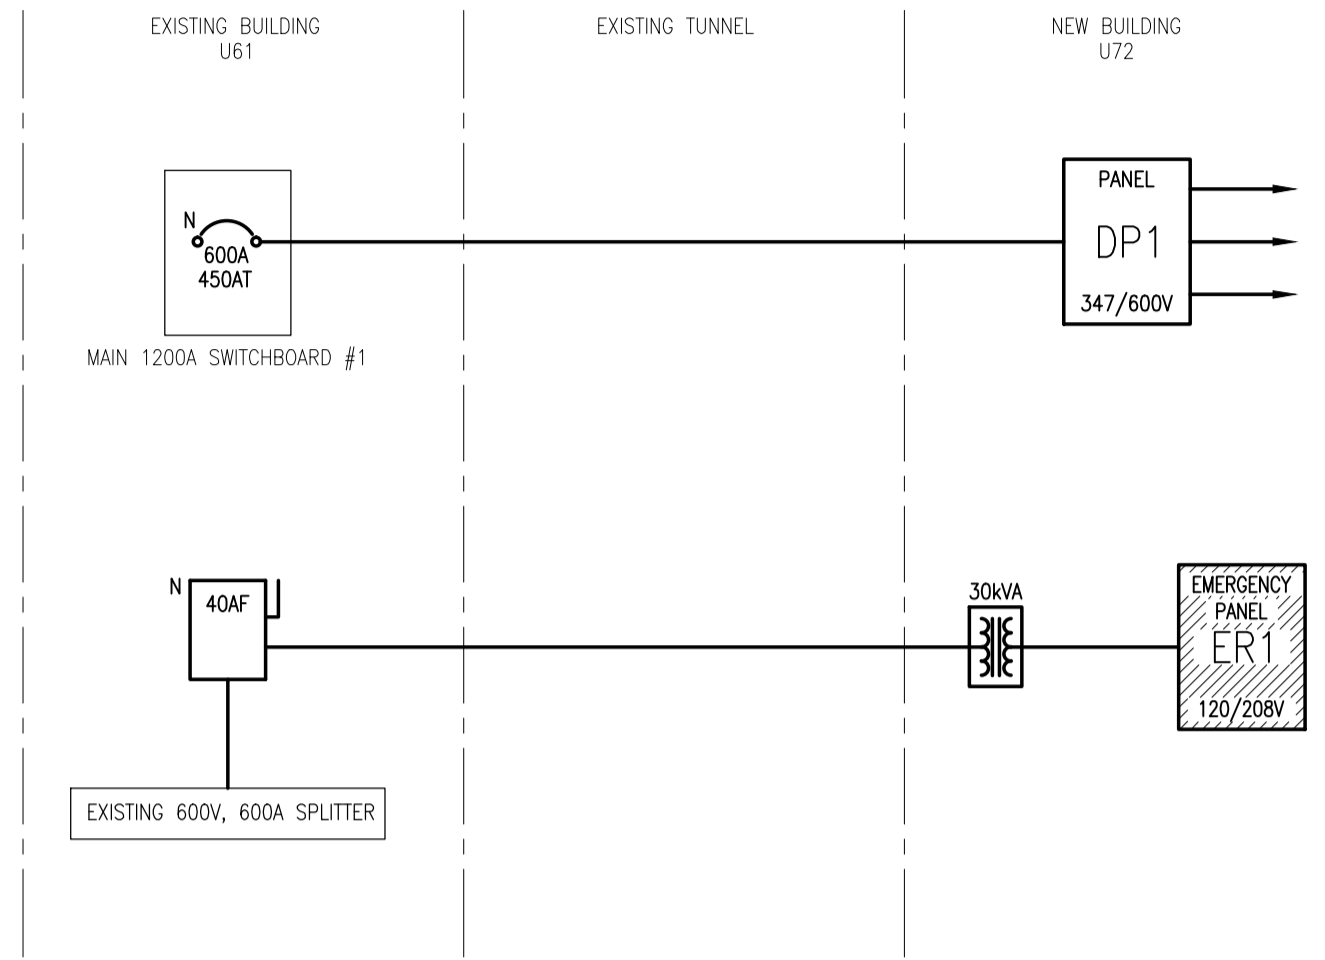 EXISTING BUILDING
U61
EXISTING TUNNEL
NEW BUILDING
U72
N
600A
450AT
MAIN 1200A SWITCHBOARD #1
PANEL
DP1
347/600V
N
40AF
EXISTING 600V, 600A SPLITTER
30kVA
EMERGENCY
PANEL
ER1
120/208V